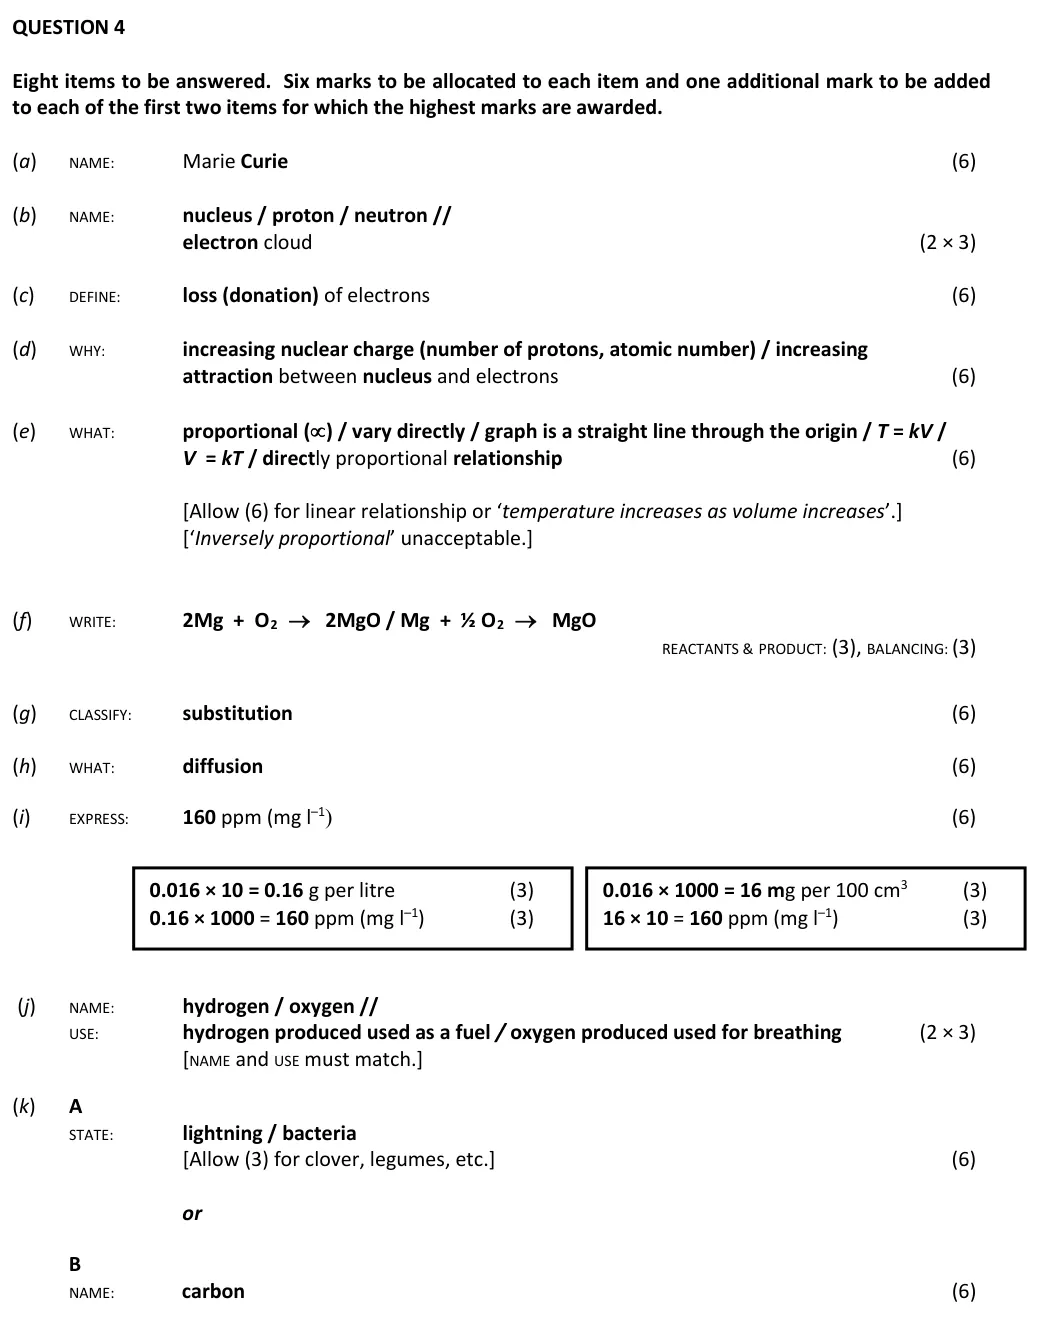 QUESTION 4
Eight items to be answered. Six marks to be allocated to each item and one additional mark to be added
to each of the first two items for which the highest marks are awarded.
(a) NAME: Marie Curie (6)
(b) NAME: nucleus / proton / neutron //
electron cloud (2 × 3)
(c) DEFINE: loss (donation) of electrons (6)
(d) WHY: increasing nuclear charge (number of protons, atomic number) / increasing
attraction between nucleus and electrons (6)
(e) WHAT: proportional (∝) / vary directly / graph is a straight line through the origin / T = kV /
V = kT / directly proportional relationship (6)
[Allow (6) for linear relationship or ‘temperature increases as volume increases’.]
[‘Inversely proportional’ unacceptable.]
(f) WRITE: 2Mg + O₂ → 2MgO / Mg + ½ O₂ → MgO
REACTANTS & PRODUCT: (3), BALANCING: (3)
(g) CLASSIFY: substitution (6)
(h) WHAT: diffusion (6)
(i) EXPRESS: 160 ppm (mg l⁻¹) (6)
0.016 × 10 = 0.16 g per litre (3)
0.16 × 1000 = 160 ppm (mg l⁻¹) (3)
0.016 × 1000 = 16 mg per 100 cm³ (3)
16 × 10 = 160 ppm (mg l⁻¹) (3)
(j) NAME: hydrogen / oxygen //
USE: hydrogen produced used as a fuel / oxygen produced used for breathing (2 × 3)
[NAME and USE must match.]
(k) A
STATE: lightning / bacteria
[Allow (3) for clover, legumes, etc.] (6)
or
B
NAME: carbon (6)